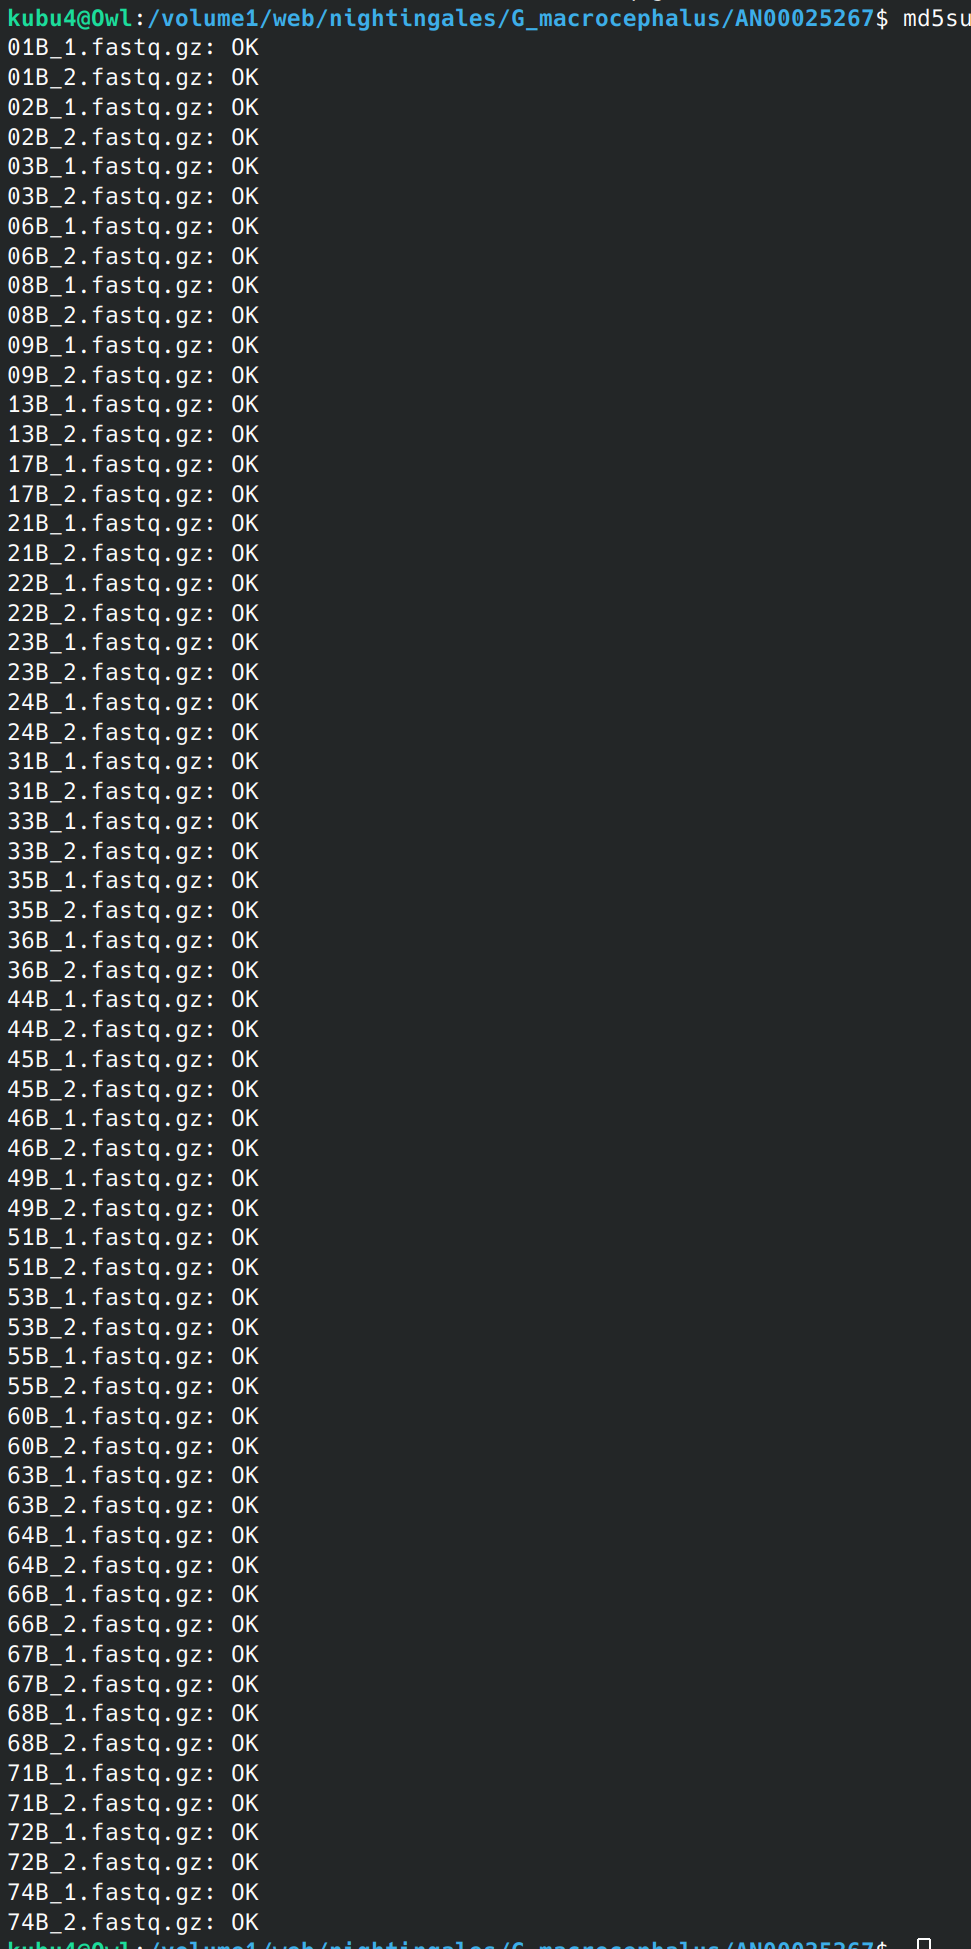 kubu4@Owl:/volume1/web/nightingales/G_macrocephalus/AN00025267$ md5su
01B_1.fastq.gz: OK
01B_2.fastq.gz: OK
02B_1.fastq.gz: OK
02B_2.fastq.gz: OK
03B_1.fastq.gz: OK
03B_2.fastq.gz: OK
06B_1.fastq.gz: OK
06B_2.fastq.gz: OK
08B_1.fastq.gz: OK
08B_2.fastq.gz: OK
09B_1.fastq.gz: OK
09B_2.fastq.gz: OK
13B_1.fastq.gz: OK
13B_2.fastq.gz: OK
17B_1.fastq.gz: OK
17B_2.fastq.gz: OK
21B_1.fastq.gz: OK
21B_2.fastq.gz: OK
22B_1.fastq.gz: OK
22B_2.fastq.gz: OK
23B_1.fastq.gz: OK
23B_2.fastq.gz: OK
24B_1.fastq.gz: OK
24B_2.fastq.gz: OK
31B_1.fastq.gz: OK
31B_2.fastq.gz: OK
33B_1.fastq.gz: OK
33B_2.fastq.gz: OK
35B_1.fastq.gz: OK
35B_2.fastq.gz: OK
36B_1.fastq.gz: OK
36B_2.fastq.gz: OK
44B_1.fastq.gz: OK
44B_2.fastq.gz: OK
45B_1.fastq.gz: OK
45B_2.fastq.gz: OK
46B_1.fastq.gz: OK
46B_2.fastq.gz: OK
49B_1.fastq.gz: OK
49B_2.fastq.gz: OK
51B_1.fastq.gz: OK
51B_2.fastq.gz: OK
53B_1.fastq.gz: OK
53B_2.fastq.gz: OK
55B_1.fastq.gz: OK
55B_2.fastq.gz: OK
60B_1.fastq.gz: OK
60B_2.fastq.gz: OK
63B_1.fastq.gz: OK
63B_2.fastq.gz: OK
64B_1.fastq.gz: OK
64B_2.fastq.gz: OK
66B_1.fastq.gz: OK
66B_2.fastq.gz: OK
67B_1.fastq.gz: OK
67B_2.fastq.gz: OK
68B_1.fastq.gz: OK
68B_2.fastq.gz: OK
71B_1.fastq.gz: OK
71B_2.fastq.gz: OK
72B_1.fastq.gz: OK
72B_2.fastq.gz: OK
74B_1.fastq.gz: OK
74B_2.fastq.gz: OK
kubu4@Owl:/volume1/web/nightingales/G_macrocephalus/AN00025267$